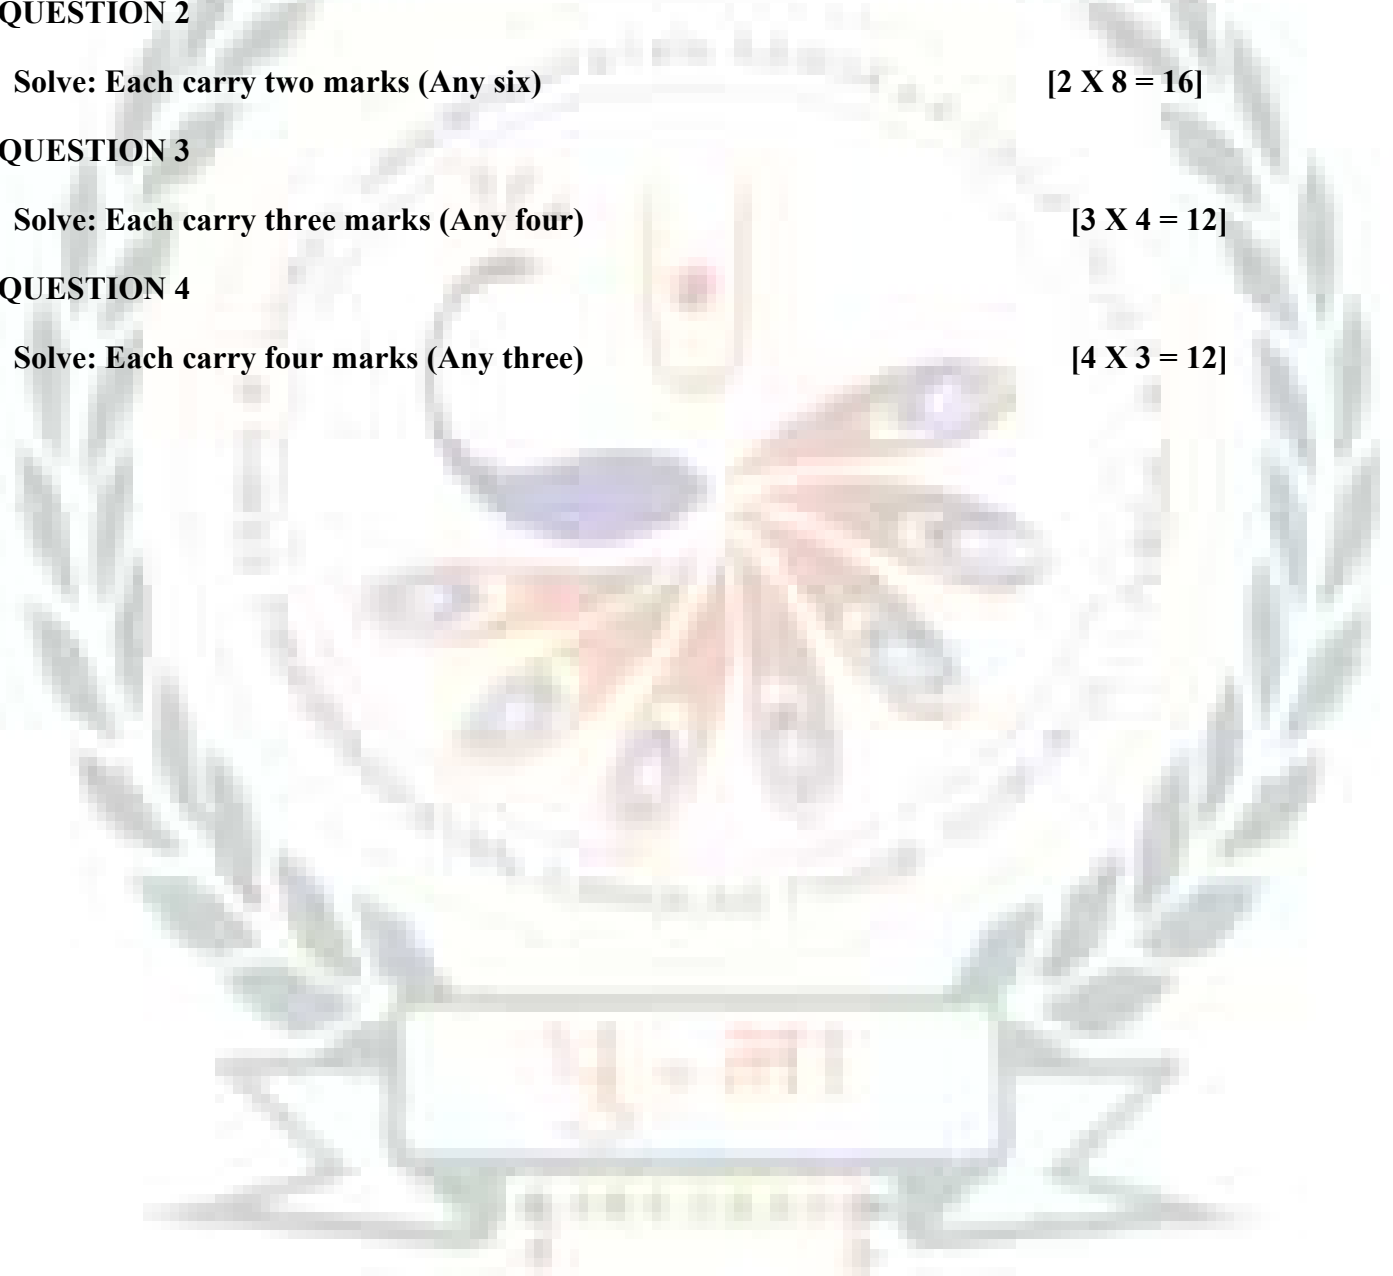 QUESTION 2
Solve: Each carry two marks (Any six) [2 X 8 = 16]
QUESTION 3
Solve: Each carry three marks (Any four) [3 X 4 = 12]
QUESTION 4
Solve: Each carry four marks (Any three) [4 X 3 = 12]